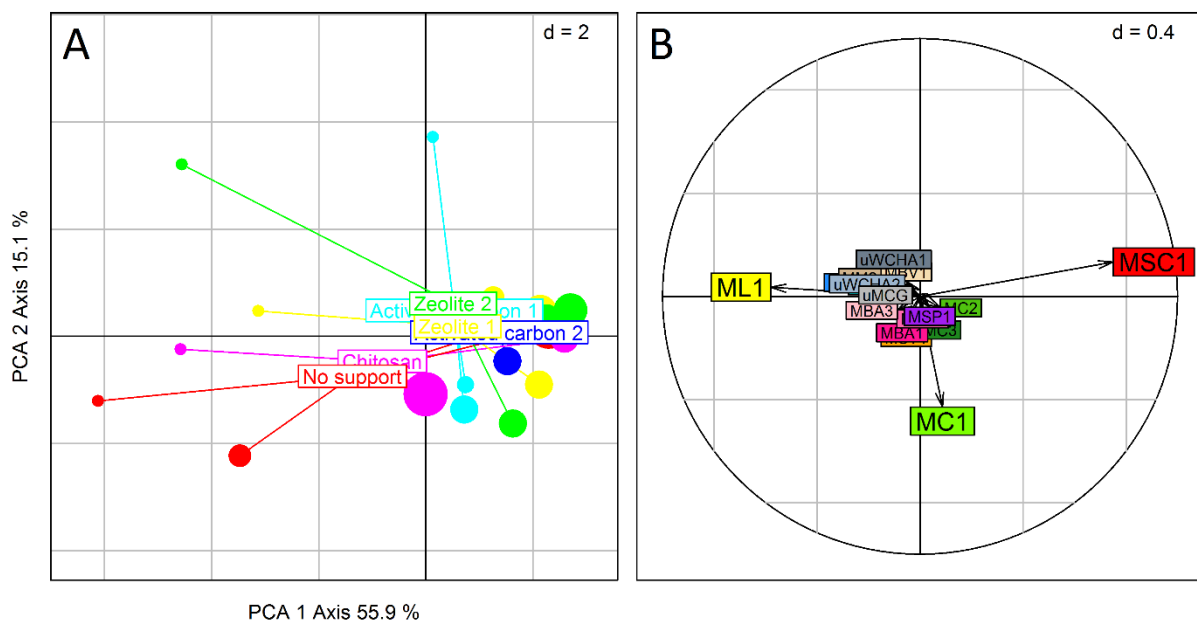 A
d = 2
B
d = 0.4
PCA 2 Axis 15.1 %
Zeolite 2
Zeolite 1
carbon 2
Chitosan
No support
uWCHA1
MSC1
uWCHA2
ML1
uMCG
MBA3
MSP1
MBA1
MC1
PCA 1 Axis 55.9 %